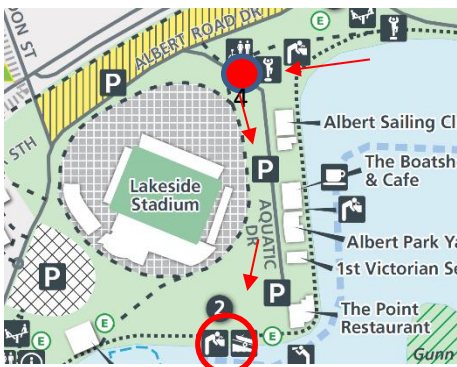 DON ST
ALBERT ROAD DR
E
E
P
4
Albert Sailing Cl
STH
P
The Boatsh
& Cafe
Lakeside
Stadium
AQUATIC
DR
Albert Park Ya
1st Victorian Se
P
P
2
The Point
Restaurant
E
E
i
Gunn